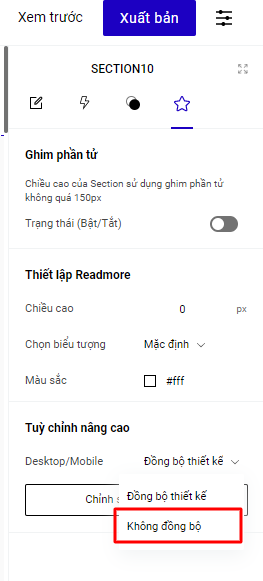 Xem trước
Xuất bản
SECTION10
Ghim phần tử
Chiều cao của Section sử dụng ghim phần tử
không quá 150px
Trạng thái (Bật/Tắt)
Thiết lập Readmore
Chiều cao 0 px
Chọn biểu tượng Mặc định
Màu sắc #fff
Tuỳ chỉnh nâng cao
Desktop/Mobile Đồng bộ thiết kế
Chỉnh
Đồng bộ thiết kế
Không đồng bộ